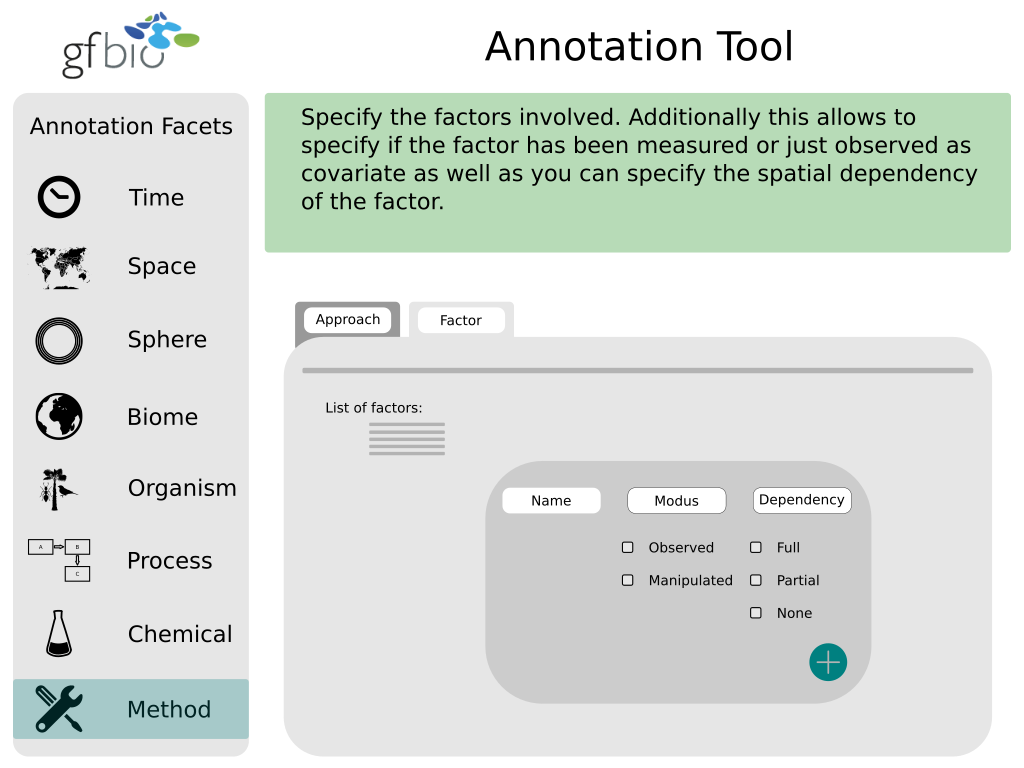 gfbio
Annotation Tool
Annotation Facets
Time
Space
Sphere
Biome
Organism
Process
A
B
C
Chemical
Method
Specify the factors involved. Additionally this allows to
specify if the factor has been measured or just observed as
covariate as well as you can specify the spatial dependency
of the factor.
Approach
Factor
List of factors:
Name
Modus
Dependency
Observed
Full
Manipulated
Partial
None